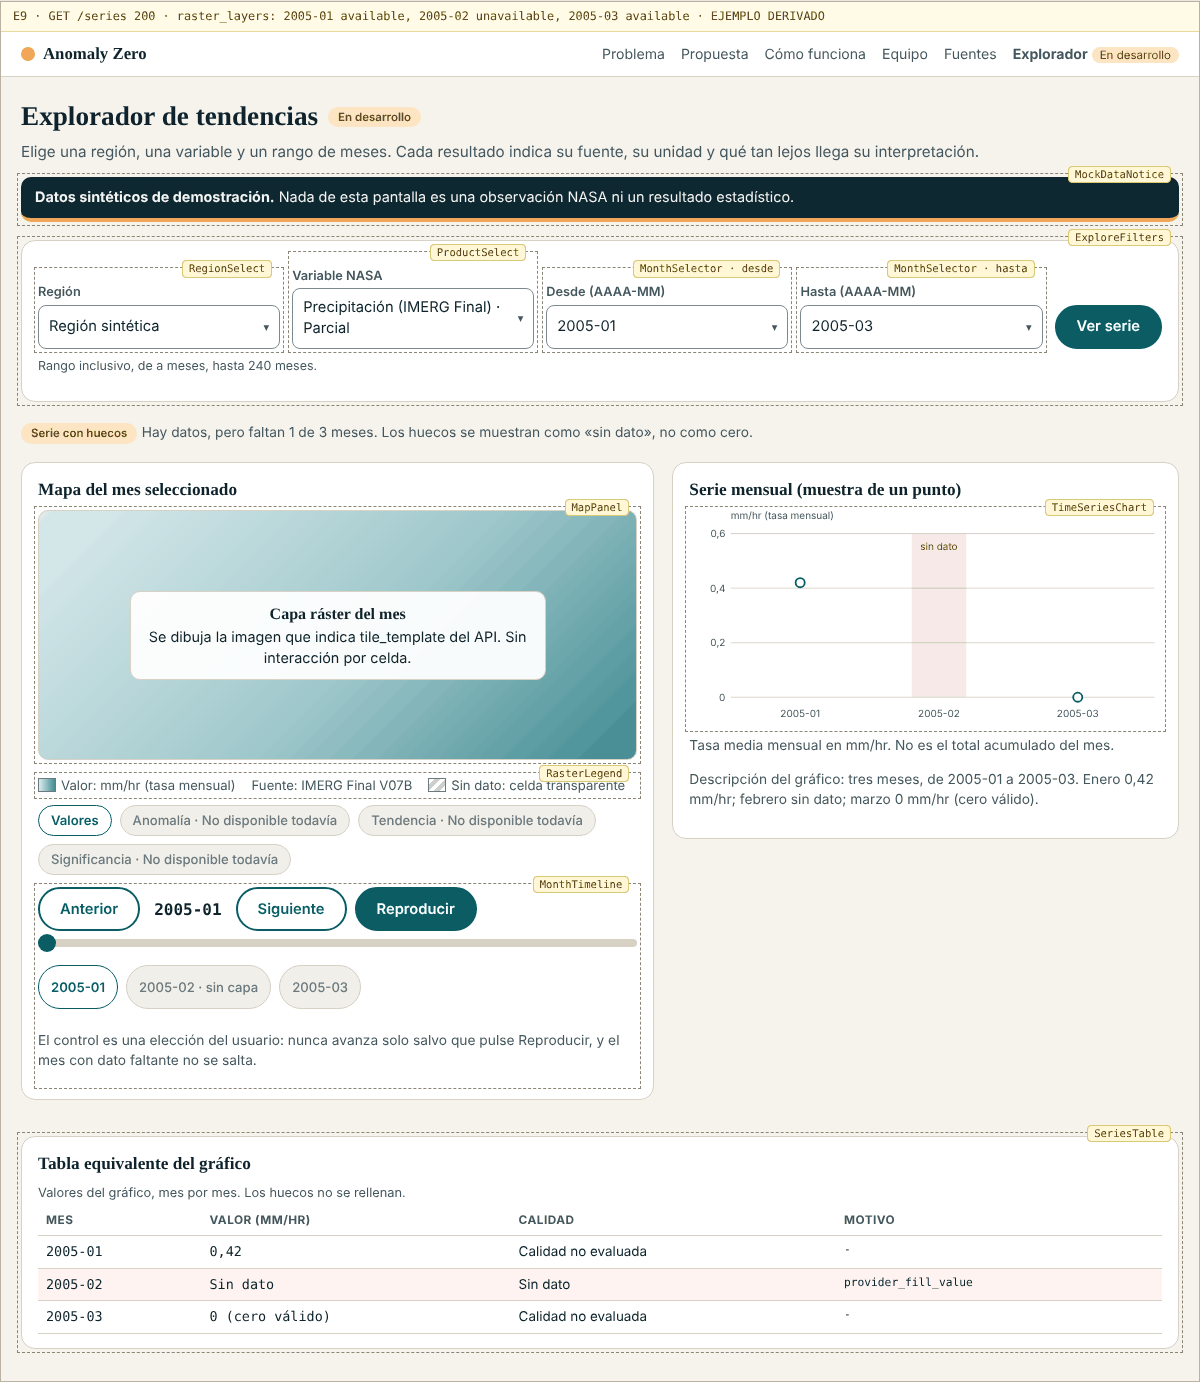 E9 · GET /series 200 · raster_layers: 2005-01 available, 2005-02 unavailable, 2005-03 available · EJEMPLO DERIVADO
Anomaly Zero
Problema Propuesta Cómo funciona Equipo Fuentes Explorador En desarrollo
Explorador de tendencias En desarrollo
Elige una región, una variable y un rango de meses. Cada resultado indica su fuente, su unidad y qué tan lejos llega su interpretación.
MockDataNotice
Datos sintéticos de demostración. Nada de esta pantalla es una observación NASA ni un resultado estadístico.
ExploreFilters
RegionSelect
Región
Región sintética
ProductSelect
Variable NASA
Precipitación (IMERG Final) ·
Parcial
MonthSelector · desde
Desde (AAAA-MM)
2005-01
MonthSelector · hasta
Hasta (AAAA-MM)
2005-03
Ver serie
Rango inclusivo, de a meses, hasta 240 meses.
Serie con huecos Hay datos, pero faltan 1 de 3 meses. Los huecos se muestran como «sin dato», no como cero.
Mapa del mes seleccionado
MapPanel
Capa ráster del mes
Se dibuja la imagen que indica tile_template del API. Sin
interacción por celda.
RasterLegend
Valor: mm/hr (tasa mensual) Fuente: IMERG Final V07B Sin dato: celda transparente
Valores Anomalía · No disponible todavía Tendencia · No disponible todavía
Significancia · No disponible todavía
MonthTimeline
Anterior 2005-01 Siguiente Reproducir
2005-01 2005-02 · sin capa 2005-03
El control es una elección del usuario: nunca avanza solo salvo que pulse Reproducir, y el
mes con dato faltante no se salta.
Serie mensual (muestra de un punto)
TimeSeriesChart
mm/hr (tasa mensual)
0,6
sin dato
0,4
0,2
0
2005-01 2005-02 2005-03
Tasa media mensual en mm/hr. No es el total acumulado del mes.
Descripción del gráfico: tres meses, de 2005-01 a 2005-03. Enero 0,42
mm/hr; febrero sin dato; marzo 0 mm/hr (cero válido).
SeriesTable
Tabla equivalente del gráfico
Valores del gráfico, mes por mes. Los huecos no se rellenan.
MES VALOR (MM/HR) CALIDAD MOTIVO
2005-01 0,42 Calidad no evaluada -
2005-02 Sin dato Sin dato provider_fill_value
2005-03 0 (cero válido) Calidad no evaluada -